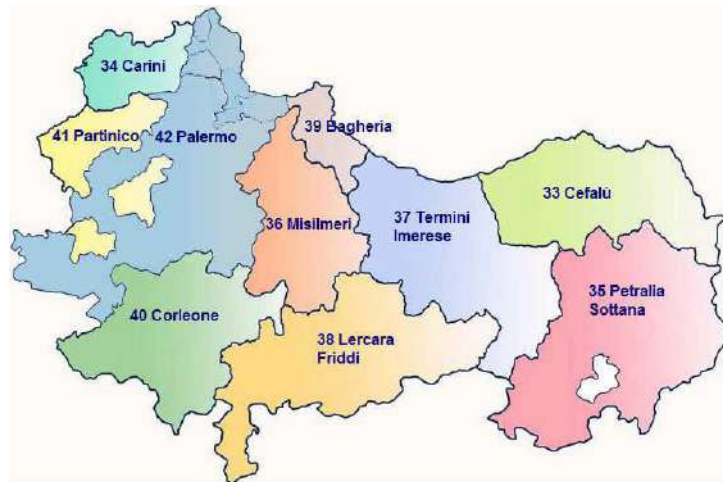 34 Carini
41 Partinico
42 Palermo
39 Bagheria
33 Cefalù
36 Misilmeri
37 Termini
Imerese
35 Petralia
Sottana
40 Corleone
38 Lercara
Friddi